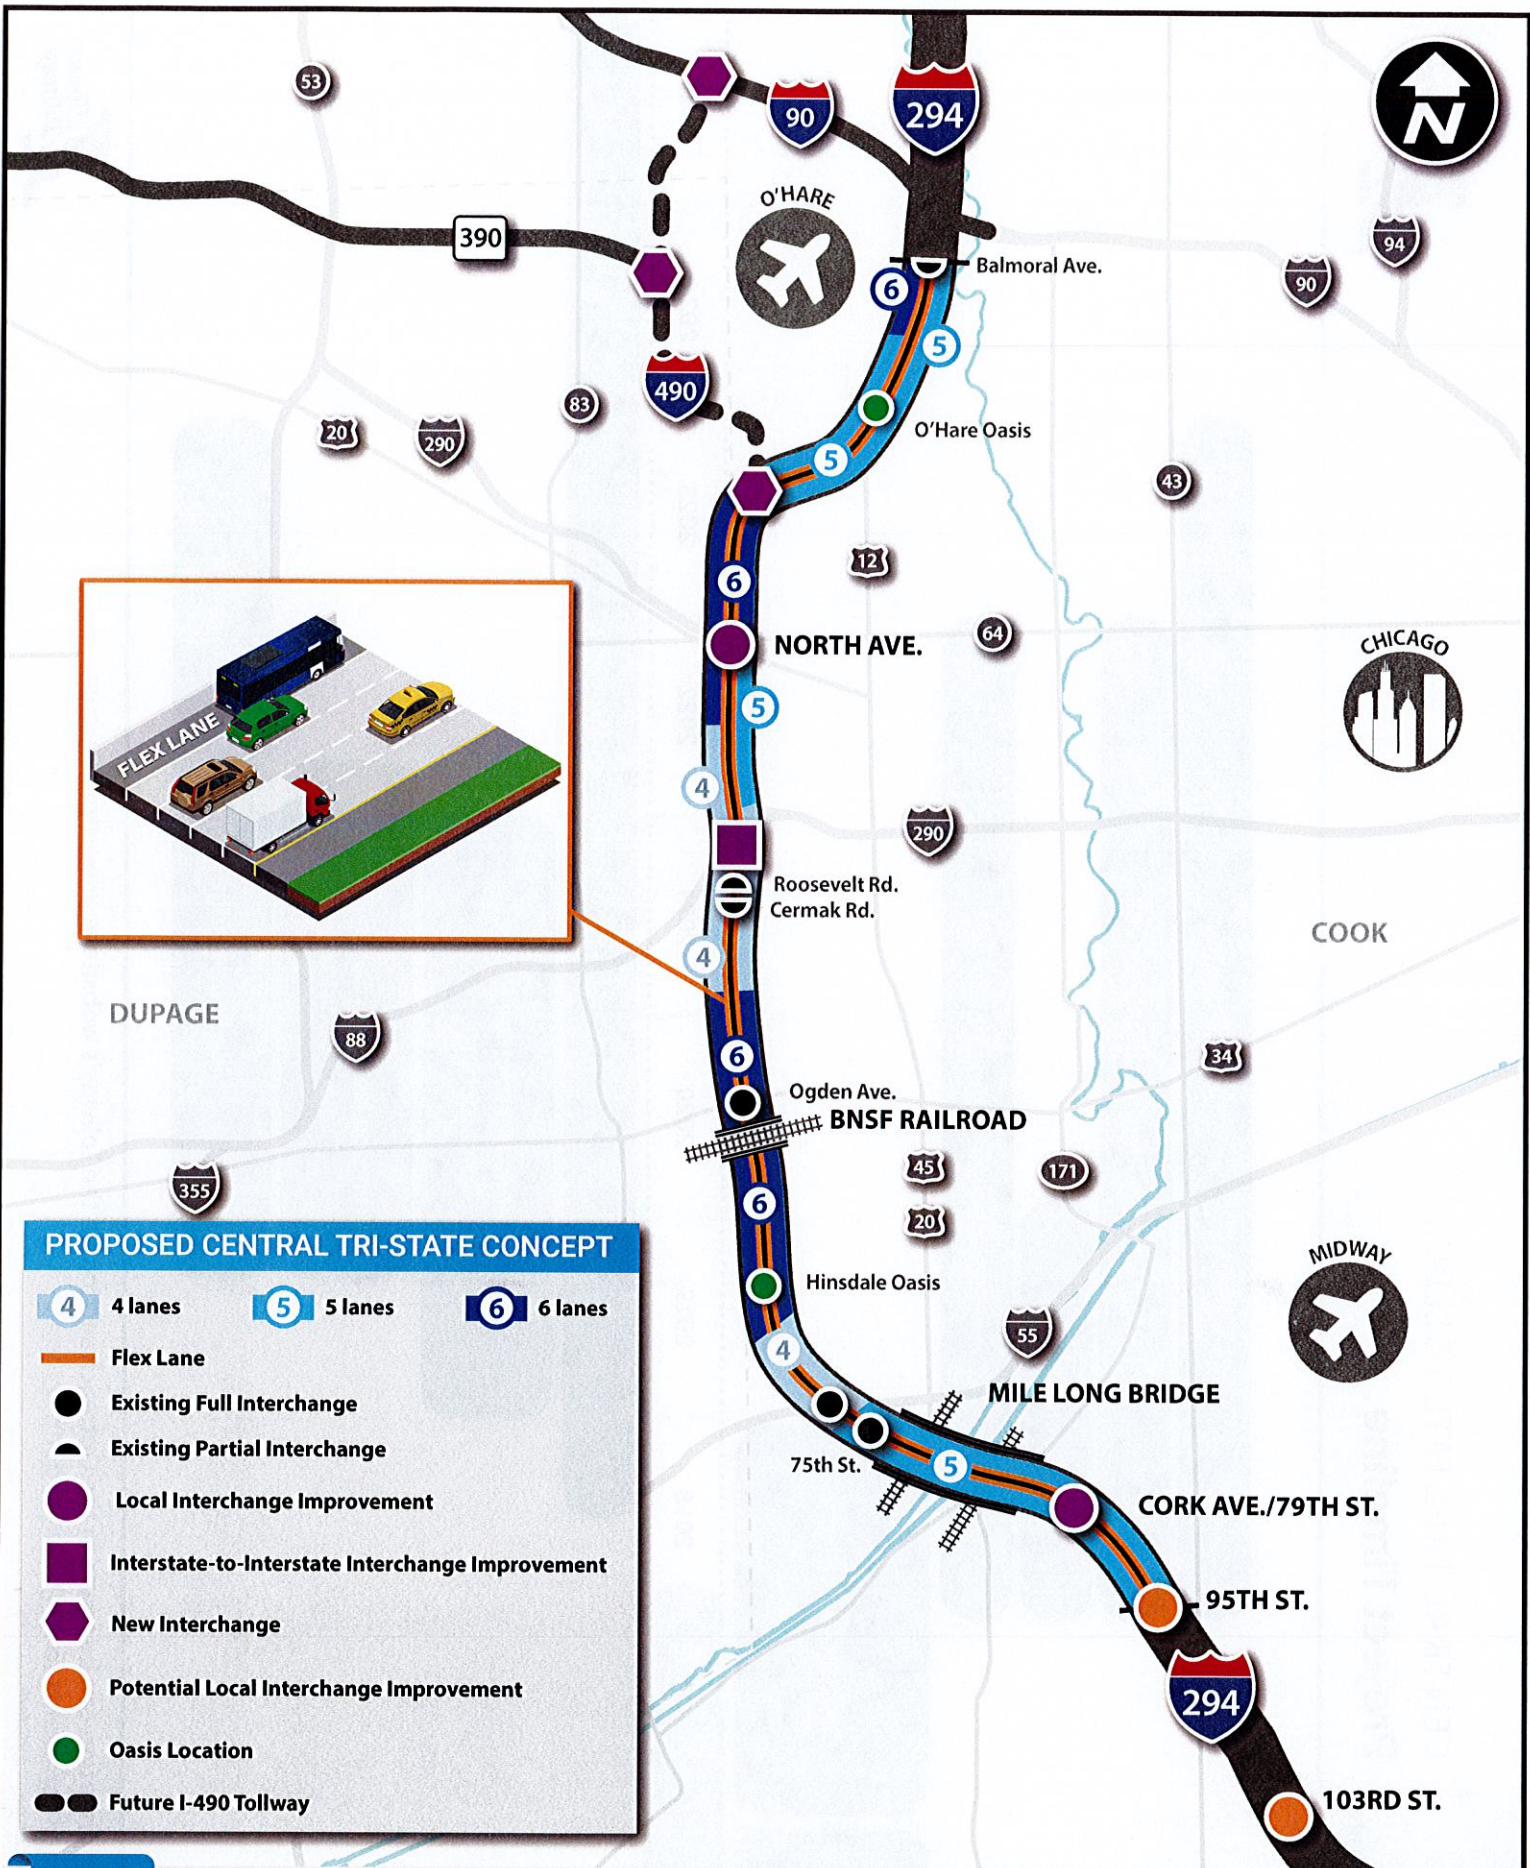 53
90
294
N
O'HARE
390
94
Balmoral Ave.
90
6
5
490
83
20
290
O'Hare Oasis
5
43
12
6
64
NORTH AVE.
CHICAGO
5
FLEX LANE
4
290
Roosevelt Rd.
Cermak Rd.
COOK
4
DUPAGE
88
6
34
Ogden Ave.
BNSF RAILROAD
45
171
355
6
20
MIDWAY
Hinsdale Oasis
55
4
MILE LONG BRIDGE
75th St.
5
CORK AVE./79TH ST.
95TH ST.
294
103RD ST.
PROPOSED CENTRAL TRI-STATE CONCEPT
4 4 lanes
5 5 lanes
6 6 lanes
Flex Lane
Existing Full Interchange
Existing Partial Interchange
Local Interchange Improvement
Interstate-to-Interstate Interchange Improvement
New Interchange
Potential Local Interchange Improvement
Oasis Location
Future I-490 Tollway